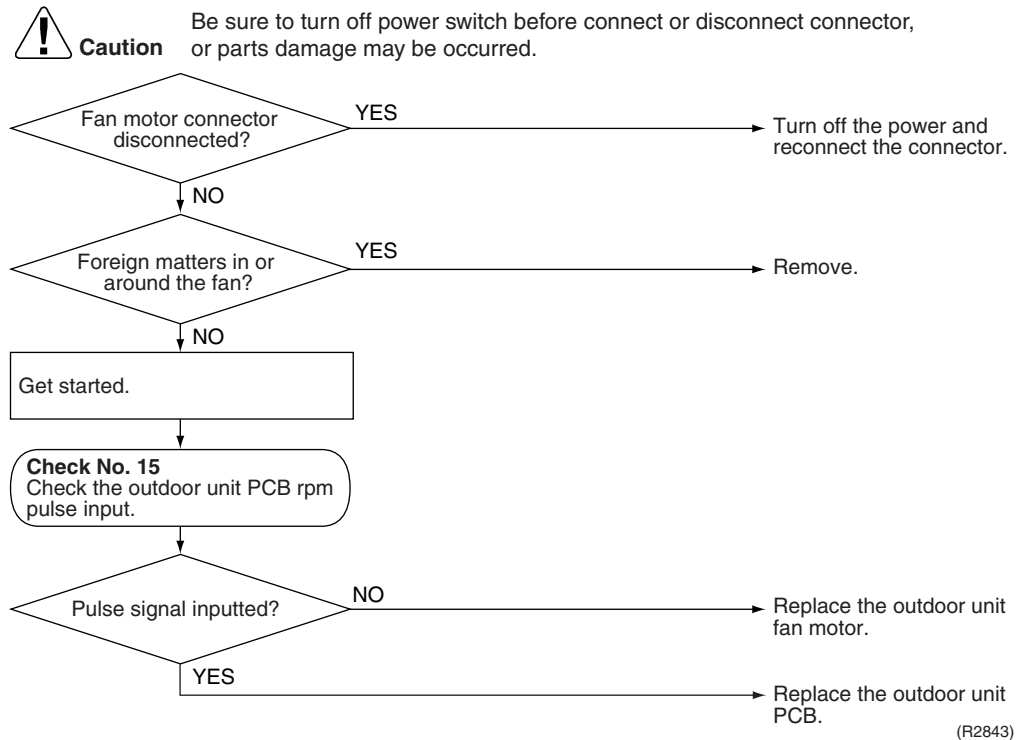 Be sure to turn off power switch before connect or disconnect connector,
Caution or parts damage may be occurred.
Fan motor connector
disconnected?
YES
Turn off the power and
reconnect the connector.
NO
Foreign matters in or
around the fan?
YES
Remove.
NO
Get started.
Check No. 15
Check the outdoor unit PCB rpm
pulse input.
Pulse signal inputted?
NO
Replace the outdoor unit
fan motor.
YES
Replace the outdoor unit
PCB.
(R2843)